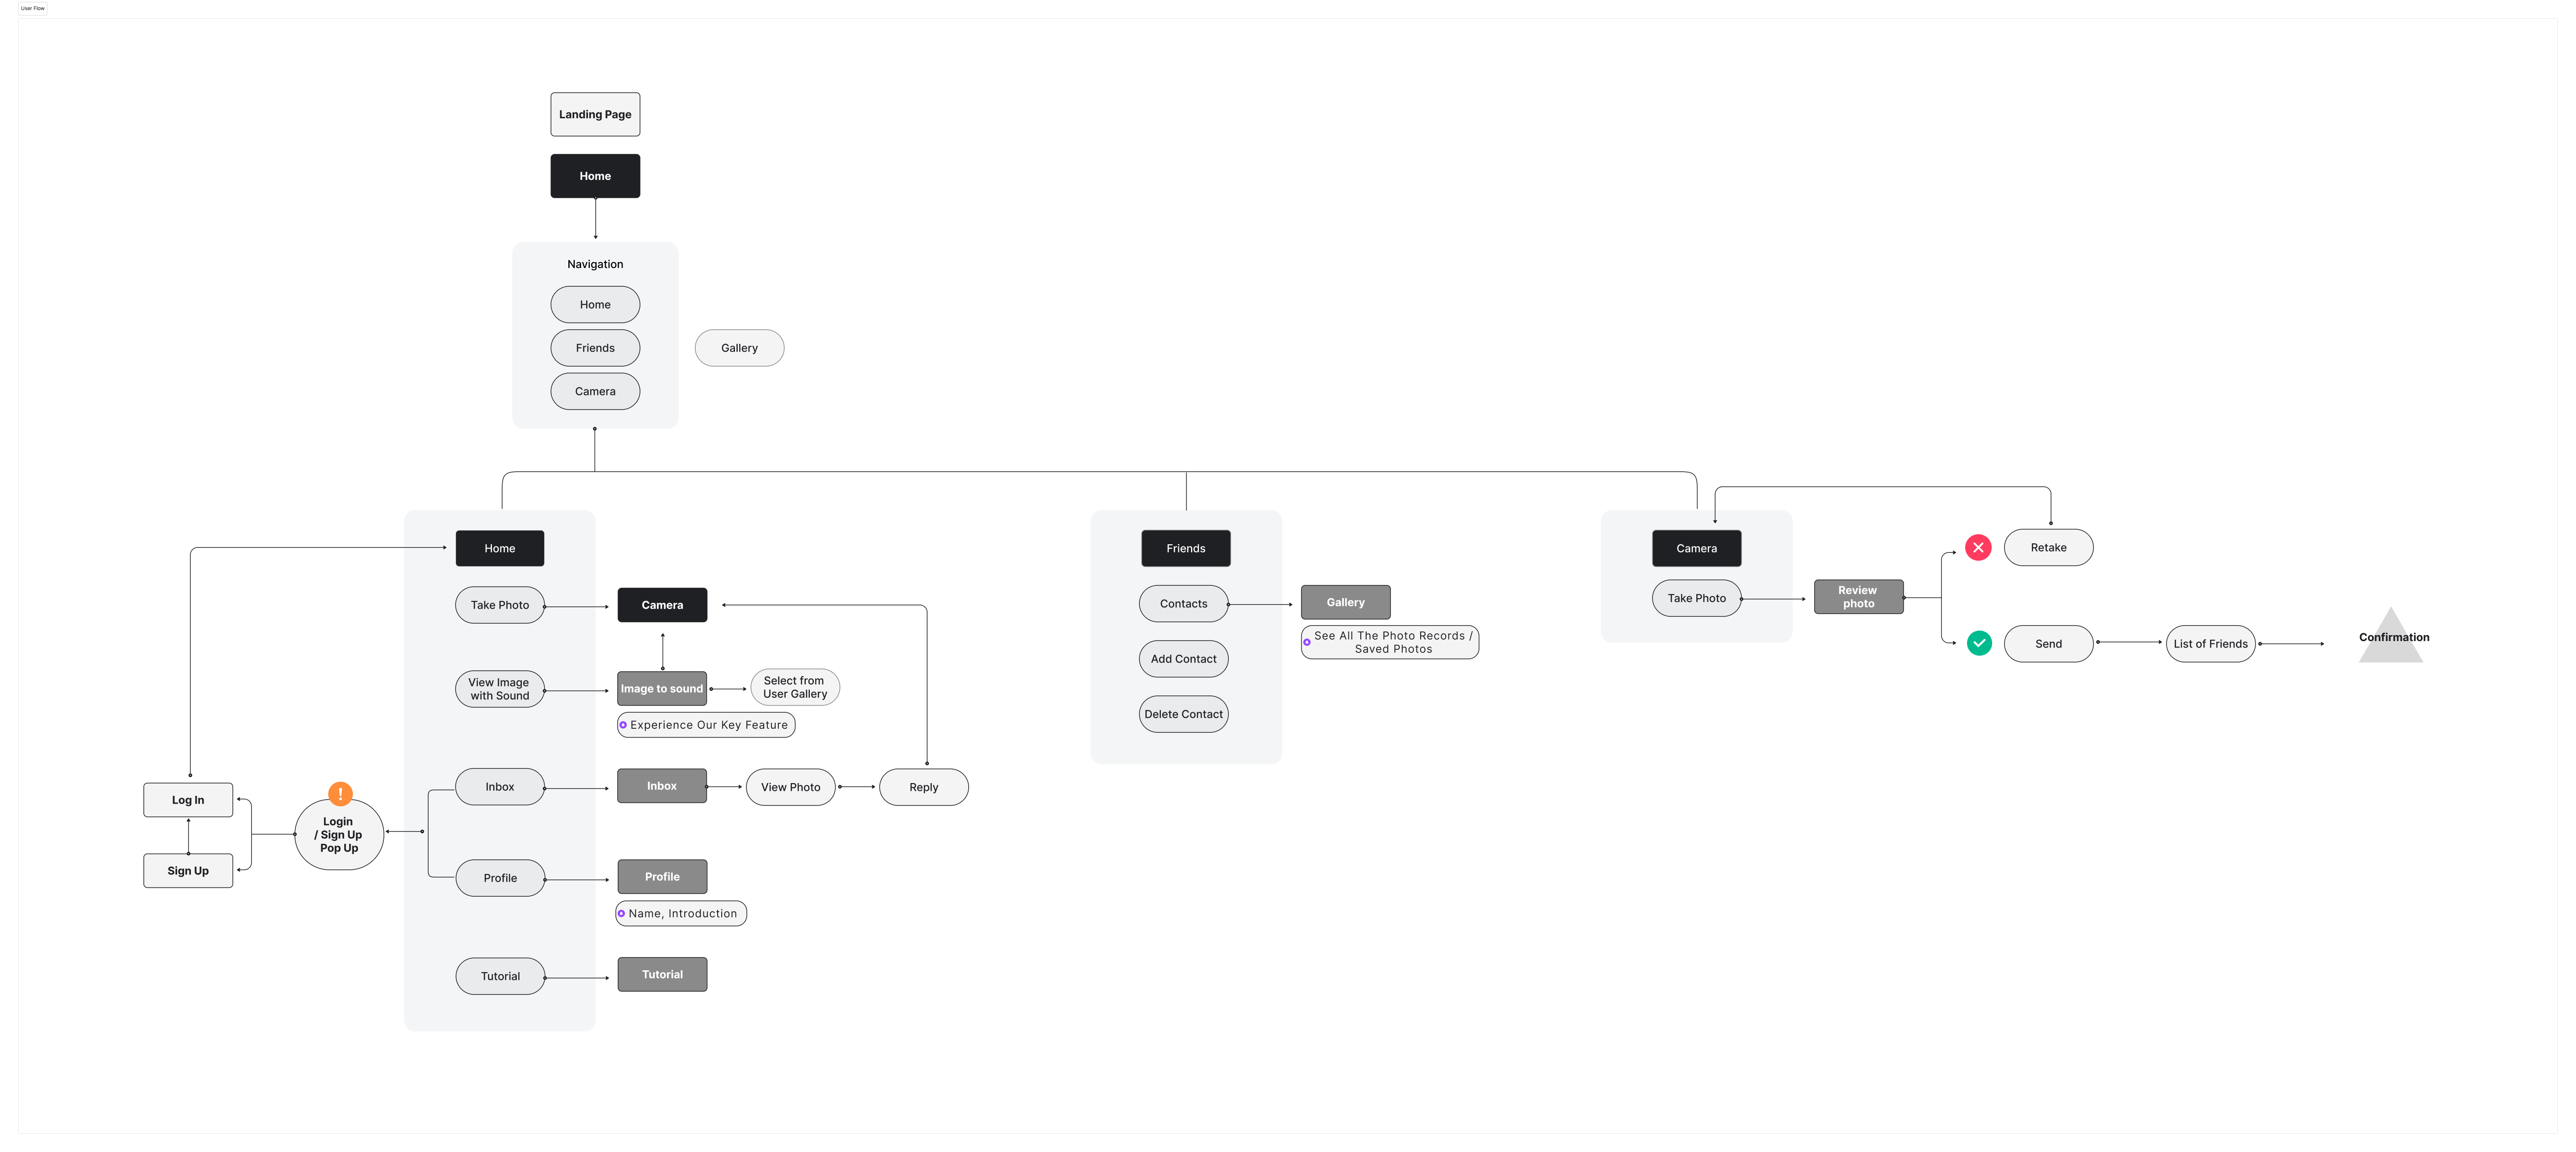 User Flow
Landing Page
Home
Navigation
Home
Friends
Gallery
Camera
Home
Take Photo
Camera
View Image
with Sound
Image to sound
Select from
User Gallery
Experience Our Key Feature
Inbox
Inbox
View Photo
Reply
Log In
!
Login
/ Sign Up
Pop Up
Sign Up
Profile
Profile
Name, Introduction
Tutorial
Tutorial
Friends
Contacts
Gallery
See All The Photo Records /
Saved Photos
Add Contact
Delete Contact
Camera
Take Photo
Review
photo
Retake
Send
List of Friends
Confirmation